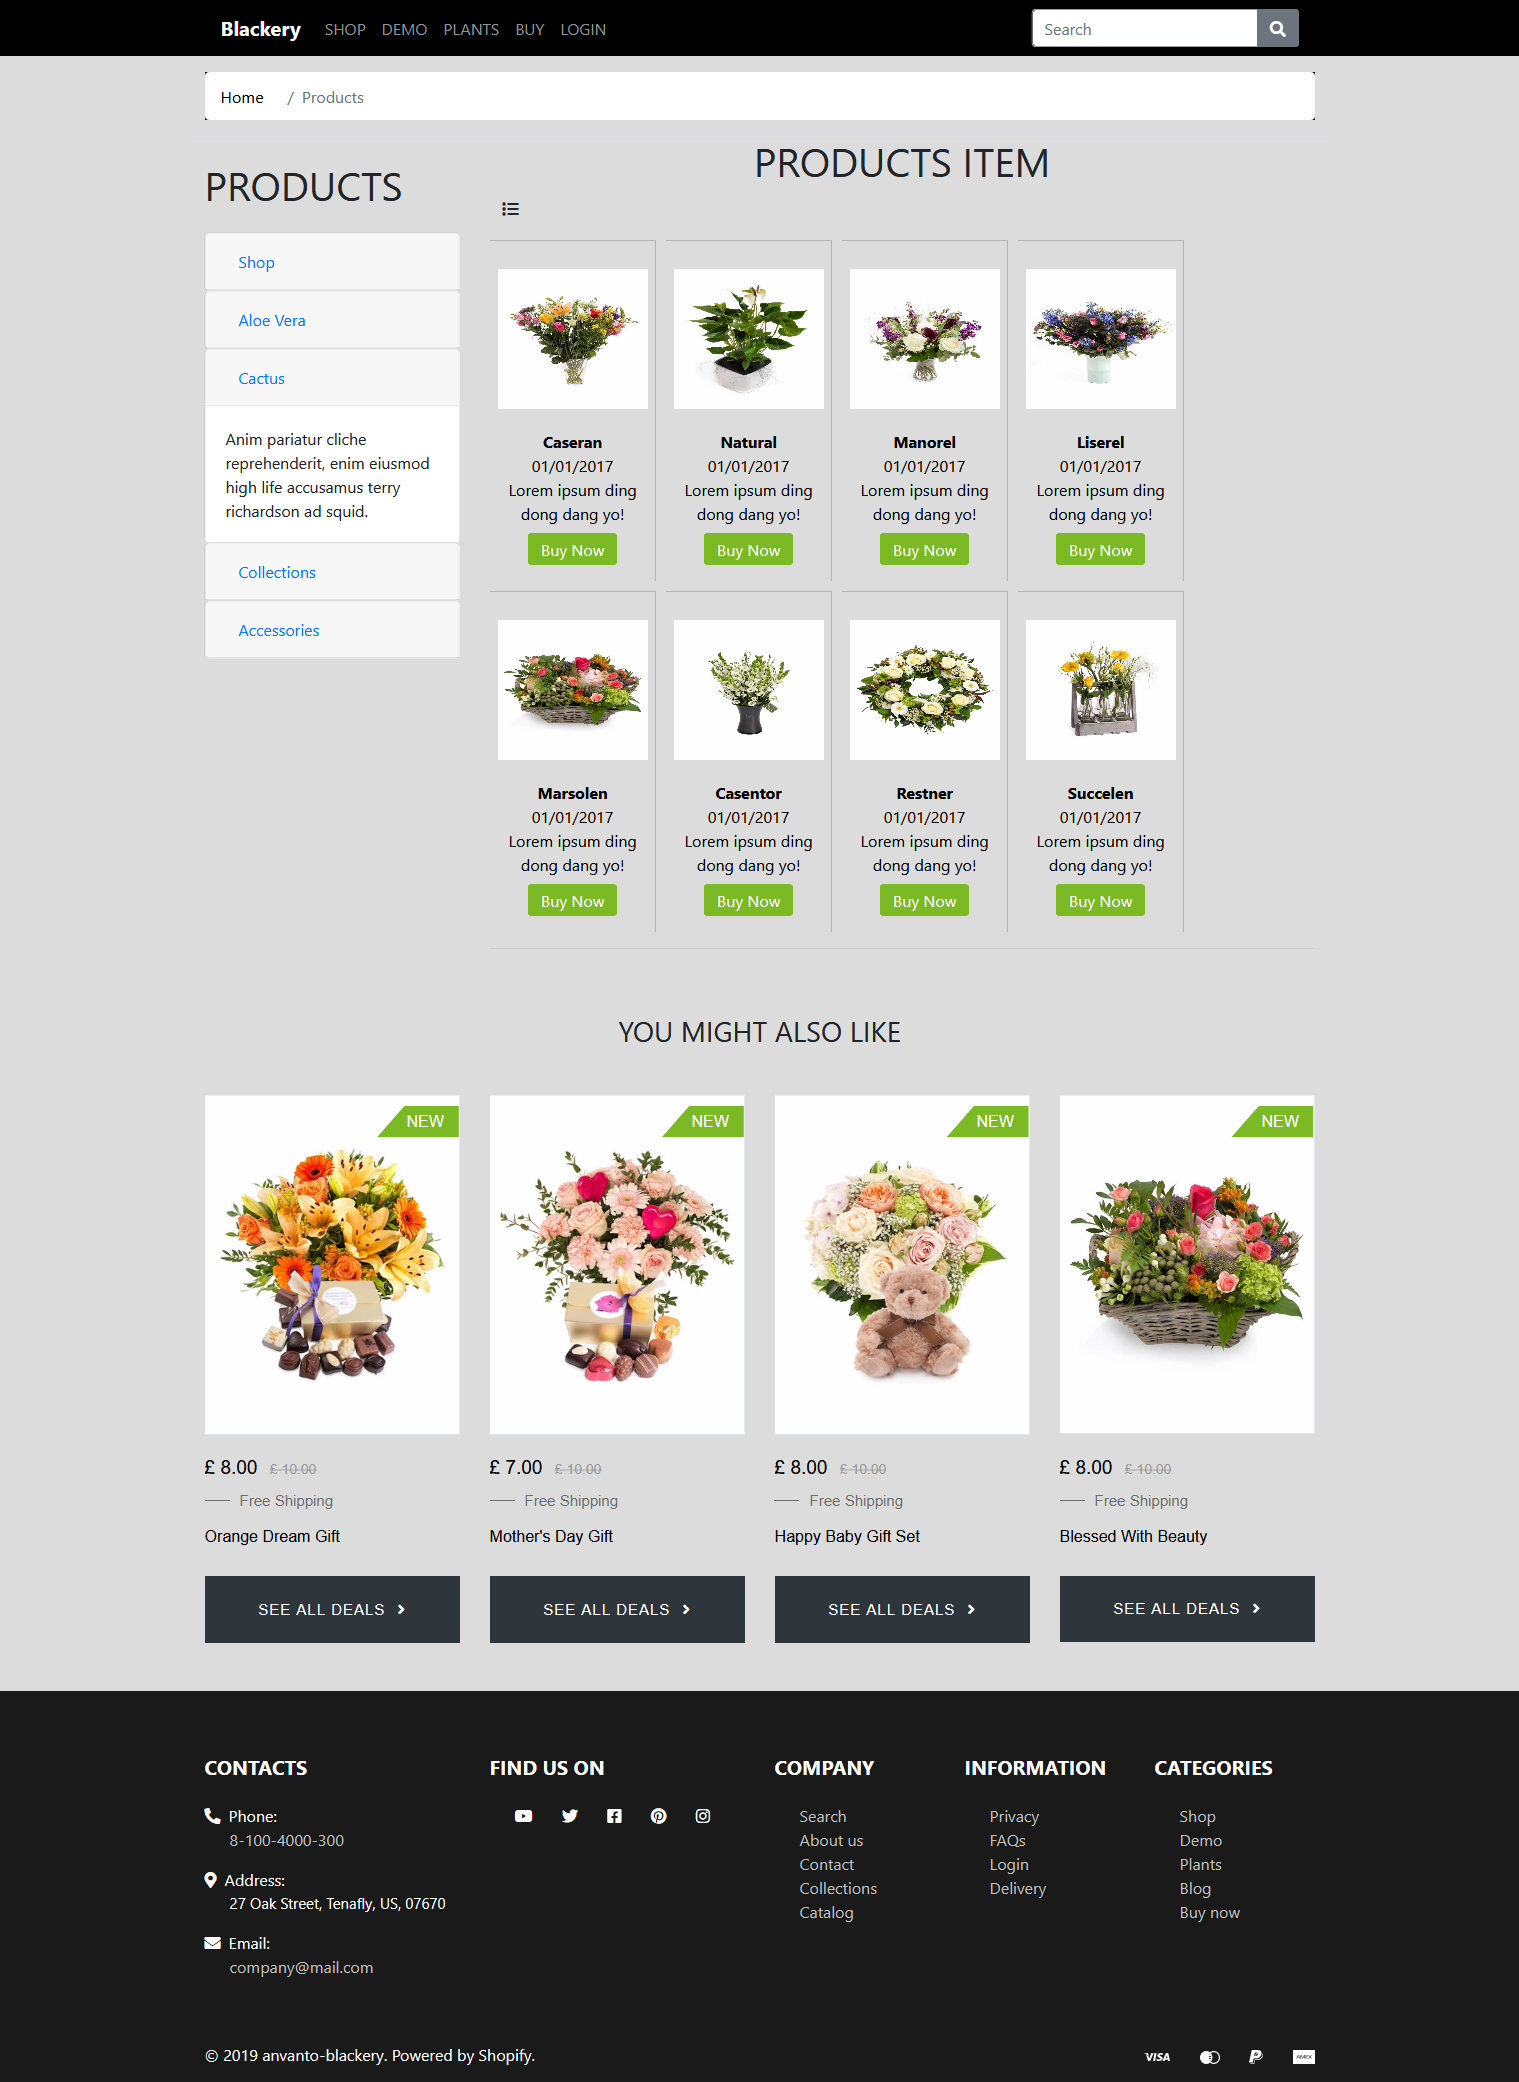 Blackery SHOP DEMO PLANTS BUY LOGIN Search
Home / Products
PRODUCTS ITEM
PRODUCTS
Shop
Aloe Vera
Cactus
Anim pariatur cliche
reprehenderit, enim eiusmod
high life accusamus terry
richardson ad squid.
Collections
Accessories
Caseran Natural Manorel Liserel
01/01/2017 01/01/2017 01/01/2017 01/01/2017
Lorem ipsum ding Lorem ipsum ding Lorem ipsum ding Lorem ipsum ding
dong dang yo! dong dang yo! dong dang yo! dong dang yo!
Buy Now Buy Now Buy Now Buy Now
Marsolen Casentor Restner Succelen
01/01/2017 01/01/2017 01/01/2017 01/01/2017
Lorem ipsum ding Lorem ipsum ding Lorem ipsum ding Lorem ipsum ding
dong dang yo! dong dang yo! dong dang yo! dong dang yo!
Buy Now Buy Now Buy Now Buy Now
YOU MIGHT ALSO LIKE
NEW NEW NEW NEW
£ 8.00 £ 10.00 £ 7.00 £ 10.00 £ 8.00 £ 10.00 £ 8.00 £ 10.00
Free Shipping Free Shipping Free Shipping Free Shipping
Orange Dream Gift Mother's Day Gift Happy Baby Gift Set Blessed With Beauty
SEE ALL DEALS SEE ALL DEALS SEE ALL DEALS SEE ALL DEALS
CONTACTS
Phone:
8-100-4000-300
Address:
27 Oak Street, Tenafly, US, 07670
Email:
company@mail.com
FIND US ON
COMPANY
Search
About us
Contact
Collections
Catalog
INFORMATION
Privacy
FAQs
Login
Delivery
CATEGORIES
Shop
Demo
Plants
Blog
Buy now
© 2019 anvanto-blackery. Powered by Shopify.
VISA AMEX